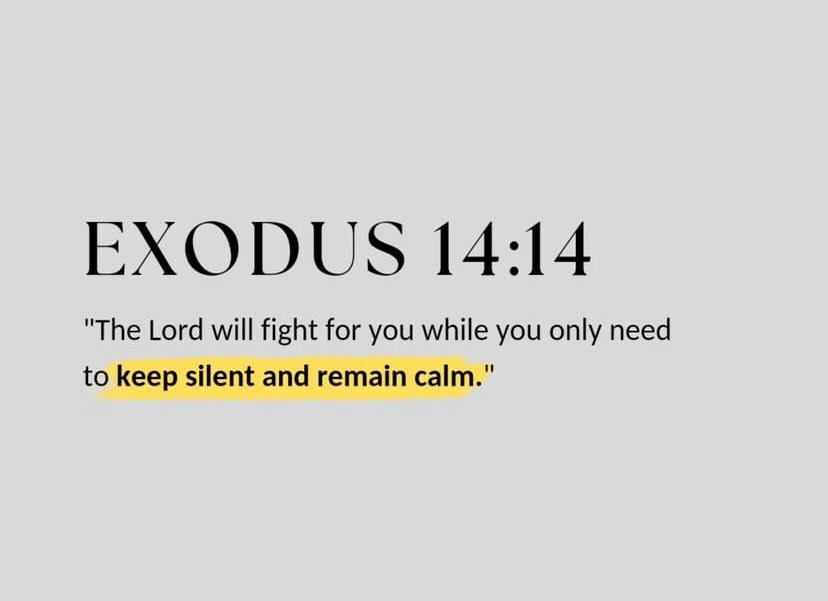 EXODUS 14:14
"The Lord will fight for you while you only need
to keep silent and remain calm."